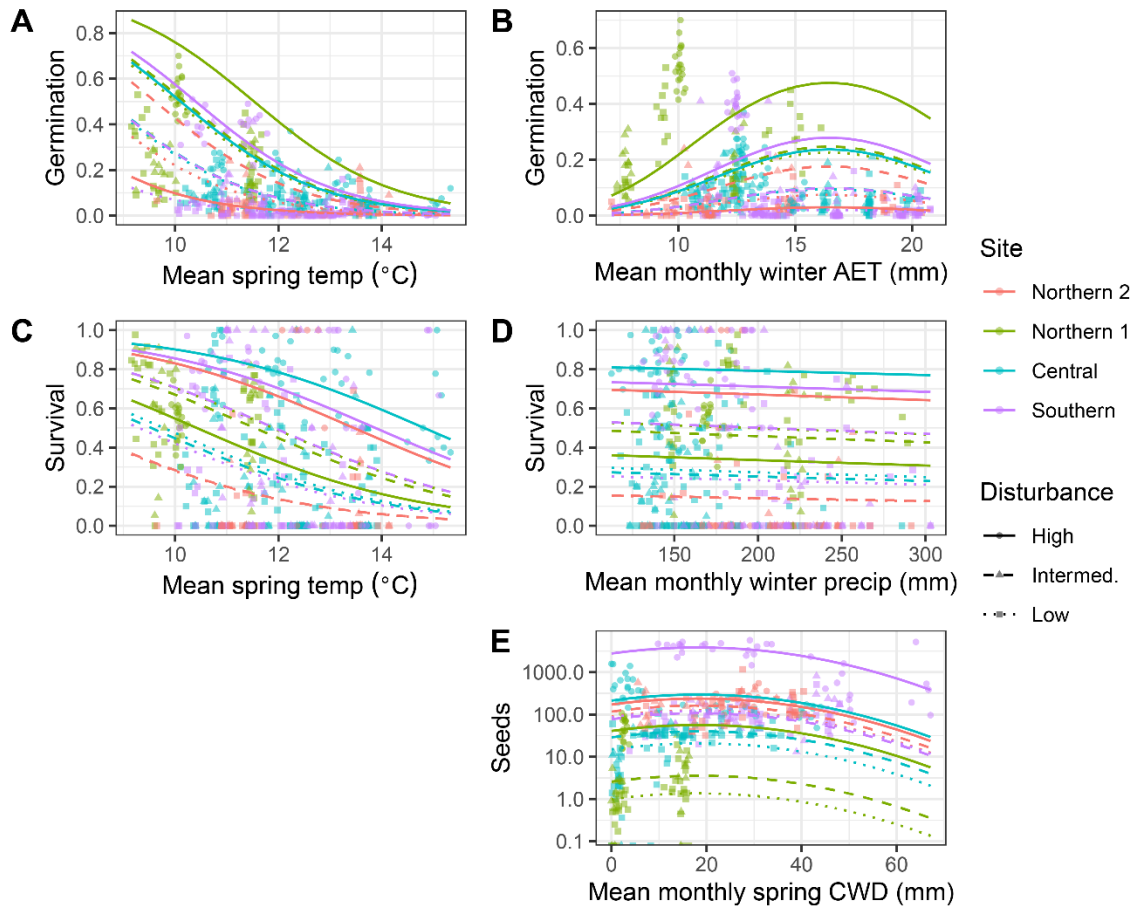 A
Germination
0.8
0.6
0.4
0.2
0.0
10
12
14
Mean spring temp (°C)
B
Germination
0.6
0.4
0.2
0.0
10
15
20
Mean monthly winter AET (mm)
C
Survival
1.0
0.8
0.6
0.4
0.2
0.0
10
12
14
Mean spring temp (°C)
D
Survival
1.0
0.8
0.6
0.4
0.2
0.0
150
200
250
300
Mean monthly winter precip (mm)
E
Seeds
1000.0
100.0
10.0
1.0
0.1
0
20
40
60
Mean monthly spring CWD (mm)
Site
Northern 2
Northern 1
Central
Southern
Disturbance
High
Intermed.
Low